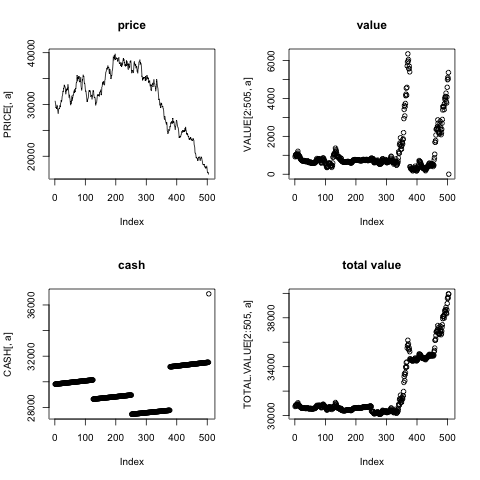 price
PRICE[, a]
20000 30000 40000
0 100 200 300 400 500
Index
value
VALUE[2:505, a]
0 2000 4000 6000
0 100 200 300 400 500
Index
cash
CASH[, a]
28000 32000 36000
0 100 200 300 400 500
Index
total value
TOTAL.VALUE[2:505, a]
30000 34000 38000
0 100 200 300 400 500
Index